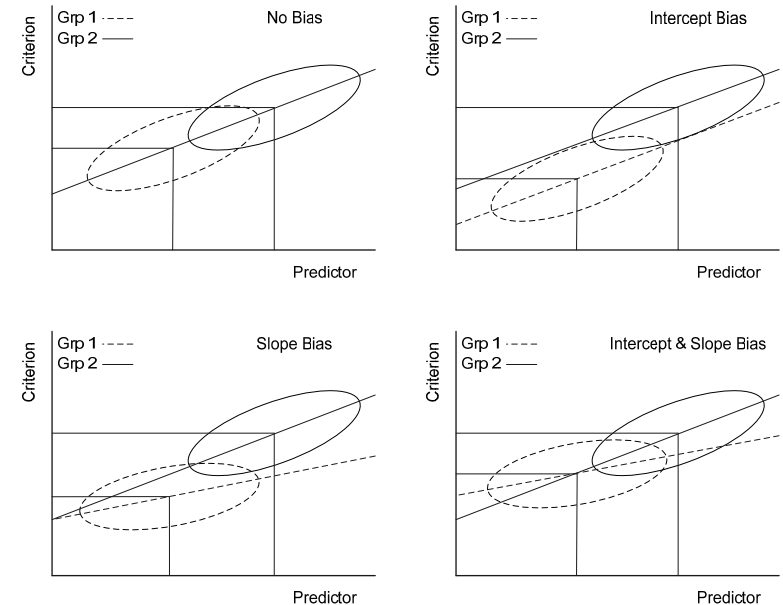 Grp 1
Grp 2
No Bias
Criterion
Predictor
Grp 1
Grp 2
Intercept Bias
Criterion
Predictor
Grp 1
Grp 2
Slope Bias
Criterion
Predictor
Grp 1
Grp 2
Intercept & Slope Bias
Criterion
Predictor